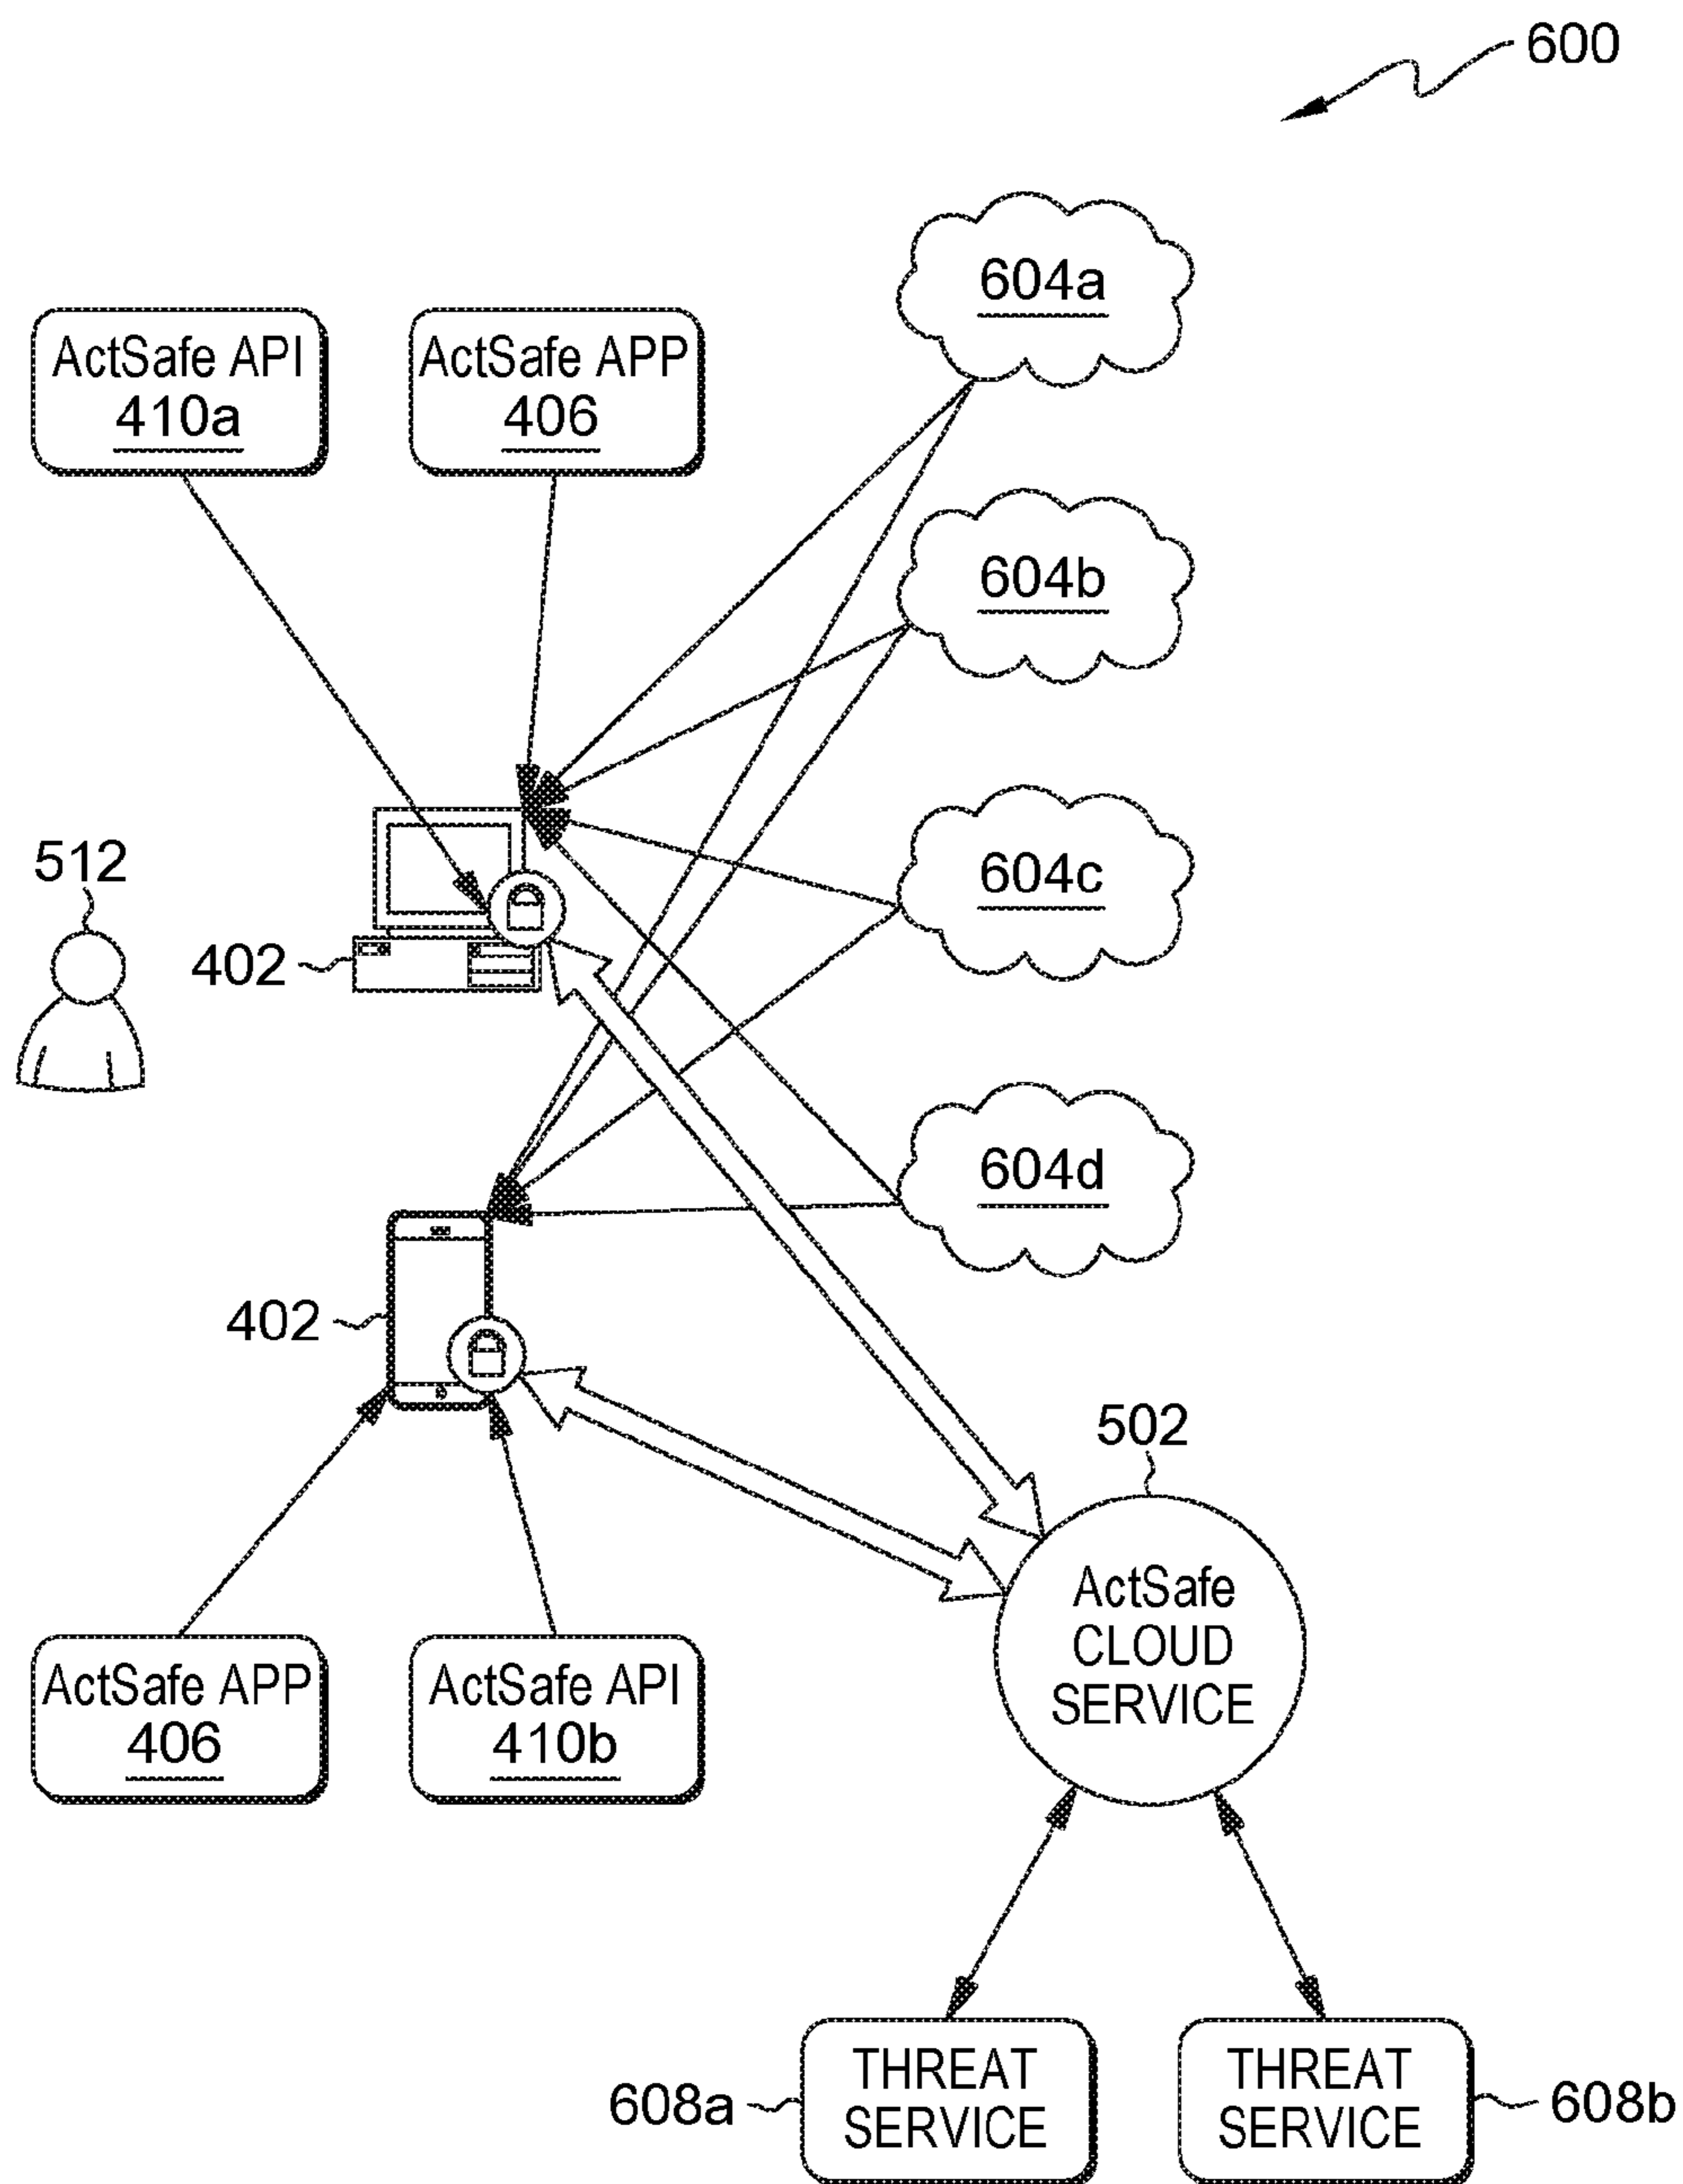 600
604a
ActSafe API
410a
ActSafe APP
406
604b
512
402
604c
604d
402
502
ActSafe
CLOUD
SERVICE
ActSafe APP
406
ActSafe API
410b
608a
THREAT
SERVICE
THREAT
SERVICE
608b